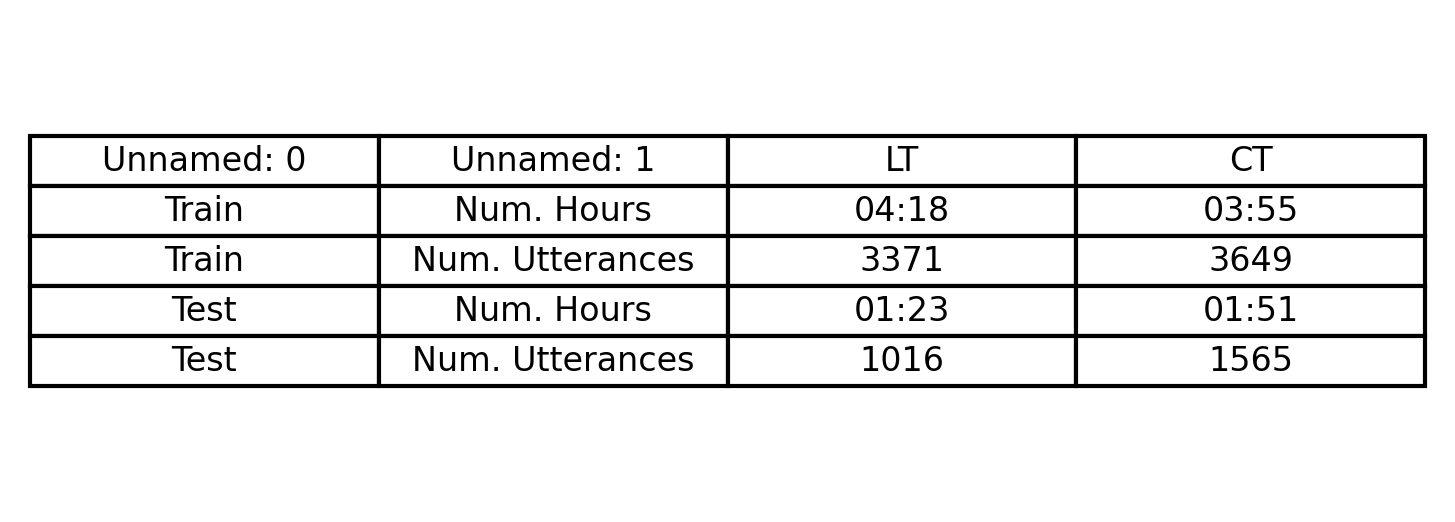 Unnamed: 0 Unnamed: 1 LT CT
Train Num. Hours 04:18 03:55
Train Num. Utterances 3371 3649
Test Num. Hours 01:23 01:51
Test Num. Utterances 1016 1565